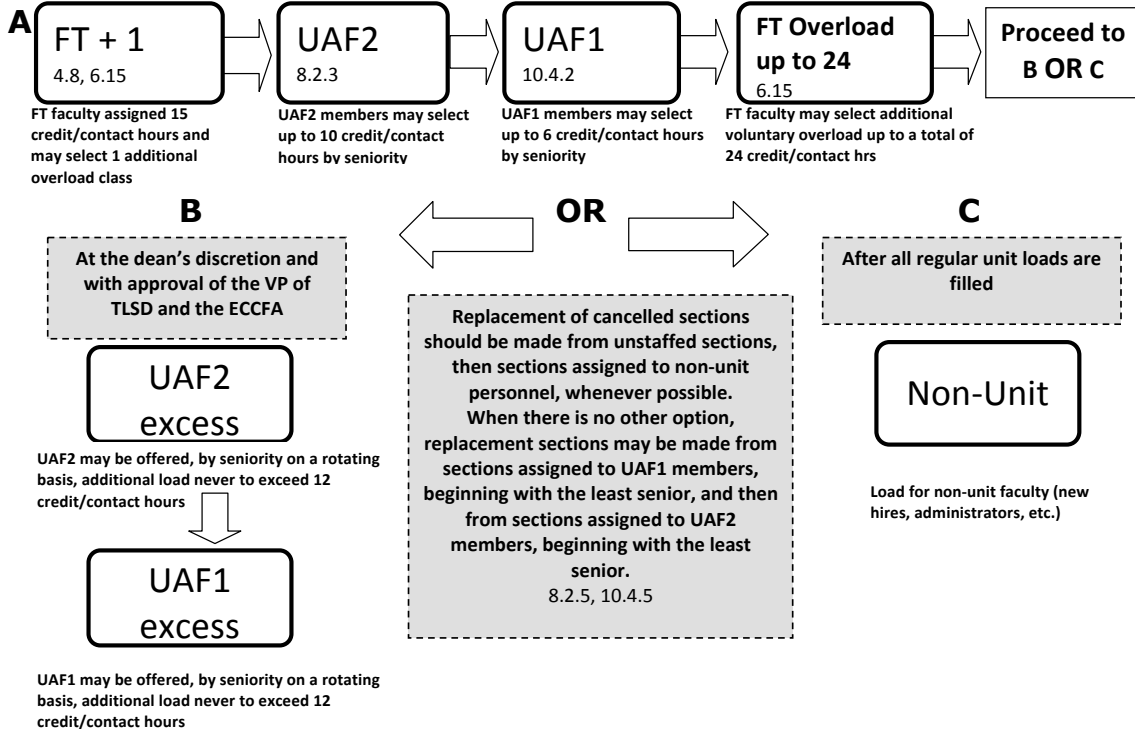 A
FT + 1
4.8, 6.15
FT faculty assigned 15
credit/contact hours and
may select 1 additional
overload class
UAF2
8.2.3
UAF2 members may select
up to 10 credit/contact
hours by seniority
UAF1
10.4.2
UAF1 members may select
up to 6 credit/contact hours
by seniority
FT Overload
up to 24
6.15
FT faculty may select additional
voluntary overload up to a total of
24 credit/contact hrs
Proceed to
B OR C
B
OR
C
At the dean’s discretion and
with approval of the VP of
TLSD and the ECCFA
UAF2
excess
UAF2 may be offered, by seniority on a rotating
basis, additional load never to exceed 12
credit/contact hours
UAF1
excess
UAF1 may be offered, by seniority on a rotating
basis, additional load never to exceed 12
credit/contact hours
Replacement of cancelled sections
should be made from unstaffed sections,
then sections assigned to non-unit
personnel, whenever possible.
When there is no other option,
replacement sections may be made from
sections assigned to UAF1 members,
beginning with the least senior, and then
from sections assigned to UAF2
members, beginning with the least
senior.
8.2.5, 10.4.5
After all regular unit loads are
filled
Non-Unit
Load for non-unit faculty (new
hires, administrators, etc.)